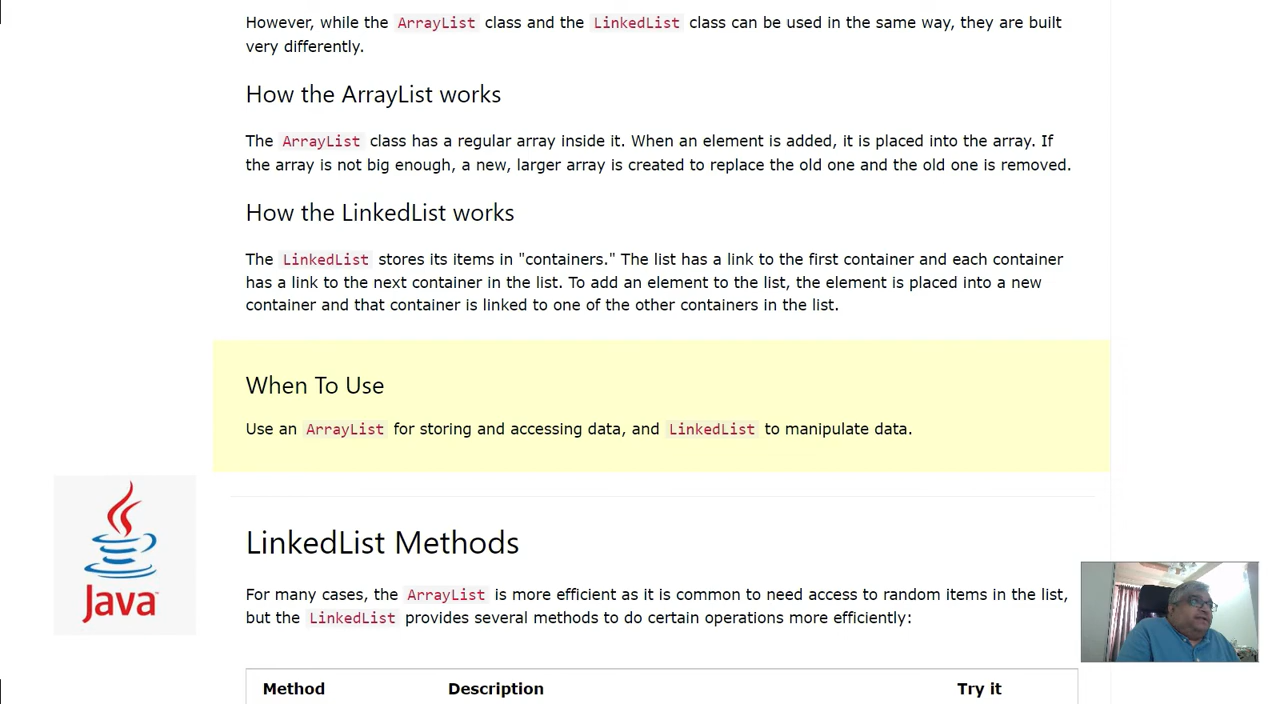 However, while the ArrayList class and the LinkedList class can be used in the same way, they are built
very differently.
How the ArrayList works
The ArrayList class has a regular array inside it. When an element is added, it is placed into the array. If
the array is not big enough, a new, larger array is created to replace the old one and the old one is removed.
How the LinkedList works
The LinkedList stores its items in "containers." The list has a link to the first container and each container
has a link to the next container in the list. To add an element to the list, the element is placed into a new
container and that container is linked to one of the other containers in the list.
When To Use
Use an ArrayList for storing and accessing data, and LinkedList to manipulate data.
Java
LinkedList Methods
For many cases, the ArrayList is more efficient as it is common to need access to random items in the list,
but the LinkedList provides several methods to do certain operations more efficiently:
Method Description Try it